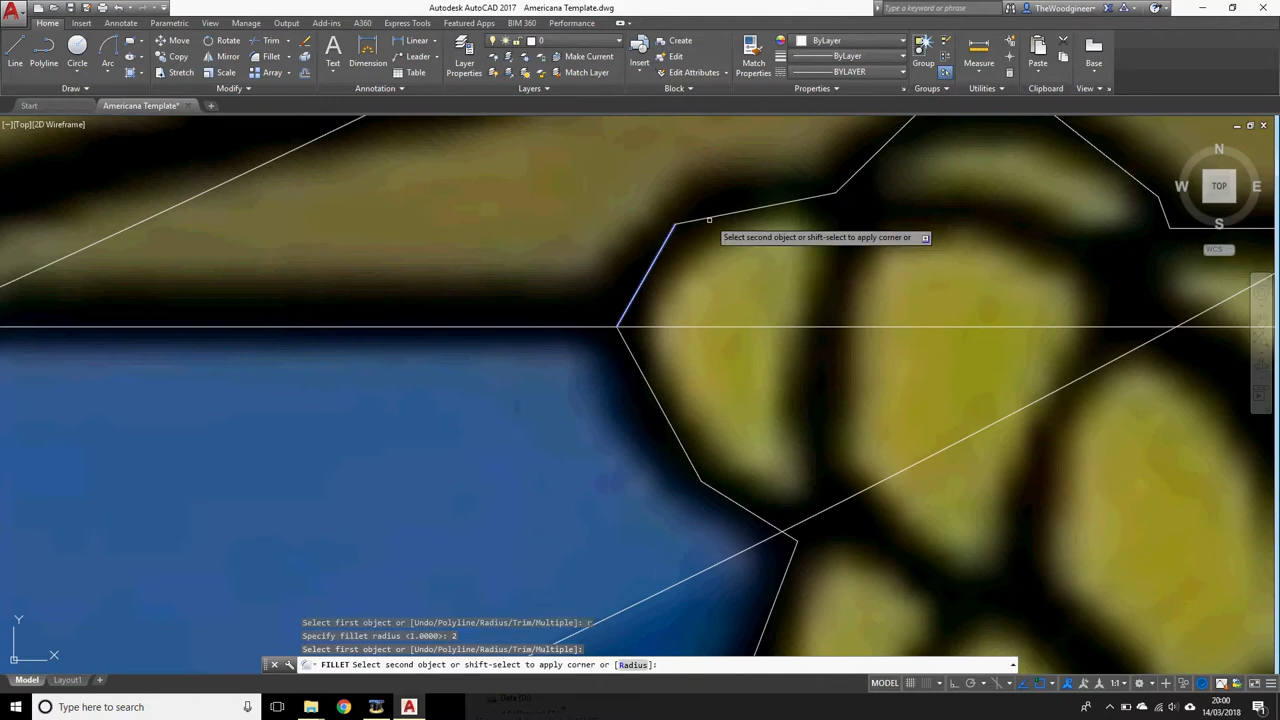 Autodesk AutoCAD 2017 Americana Template.dwg
Type a keyword or phrase
TheWoodgineer
Home Insert Annotate Parametric View Manage Output Add-ins A360 Express Tools Featured Apps BIM 360 Performance
Line Polyline Circle Arc
Move Rotate Trim
Copy Mirror Fillet
Stretch Scale Array
Text Dimension
Linear
Leader
Table
Layer
Properties
0
Make Current
Match Layer
Insert
Create
Edit
Edit Attributes
Match
Properties
ByLayer
ByLayer
BYLAYER
Group
Measure
Paste
Base
Draw Modify Annotation Layers Block Properties Groups Utilities Clipboard View
Start Americana Template*
[−][Top][2D Wireframe]
N
W TOP E
S
WCS
Select second object or shift-select to apply corner or
Y
X
Select first object or [Undo/Polyline/Radius/Trim/Multiple]: r
Specify fillet radius <1.0000>: 2
Select first object or [Undo/Polyline/Radius/Trim/Multiple]:
FILLET Select second object or shift-select to apply corner or [Radius]:
Model Layout1
MODEL
1:1
Type here to search
Data (D:)
20:00
14/03/2018